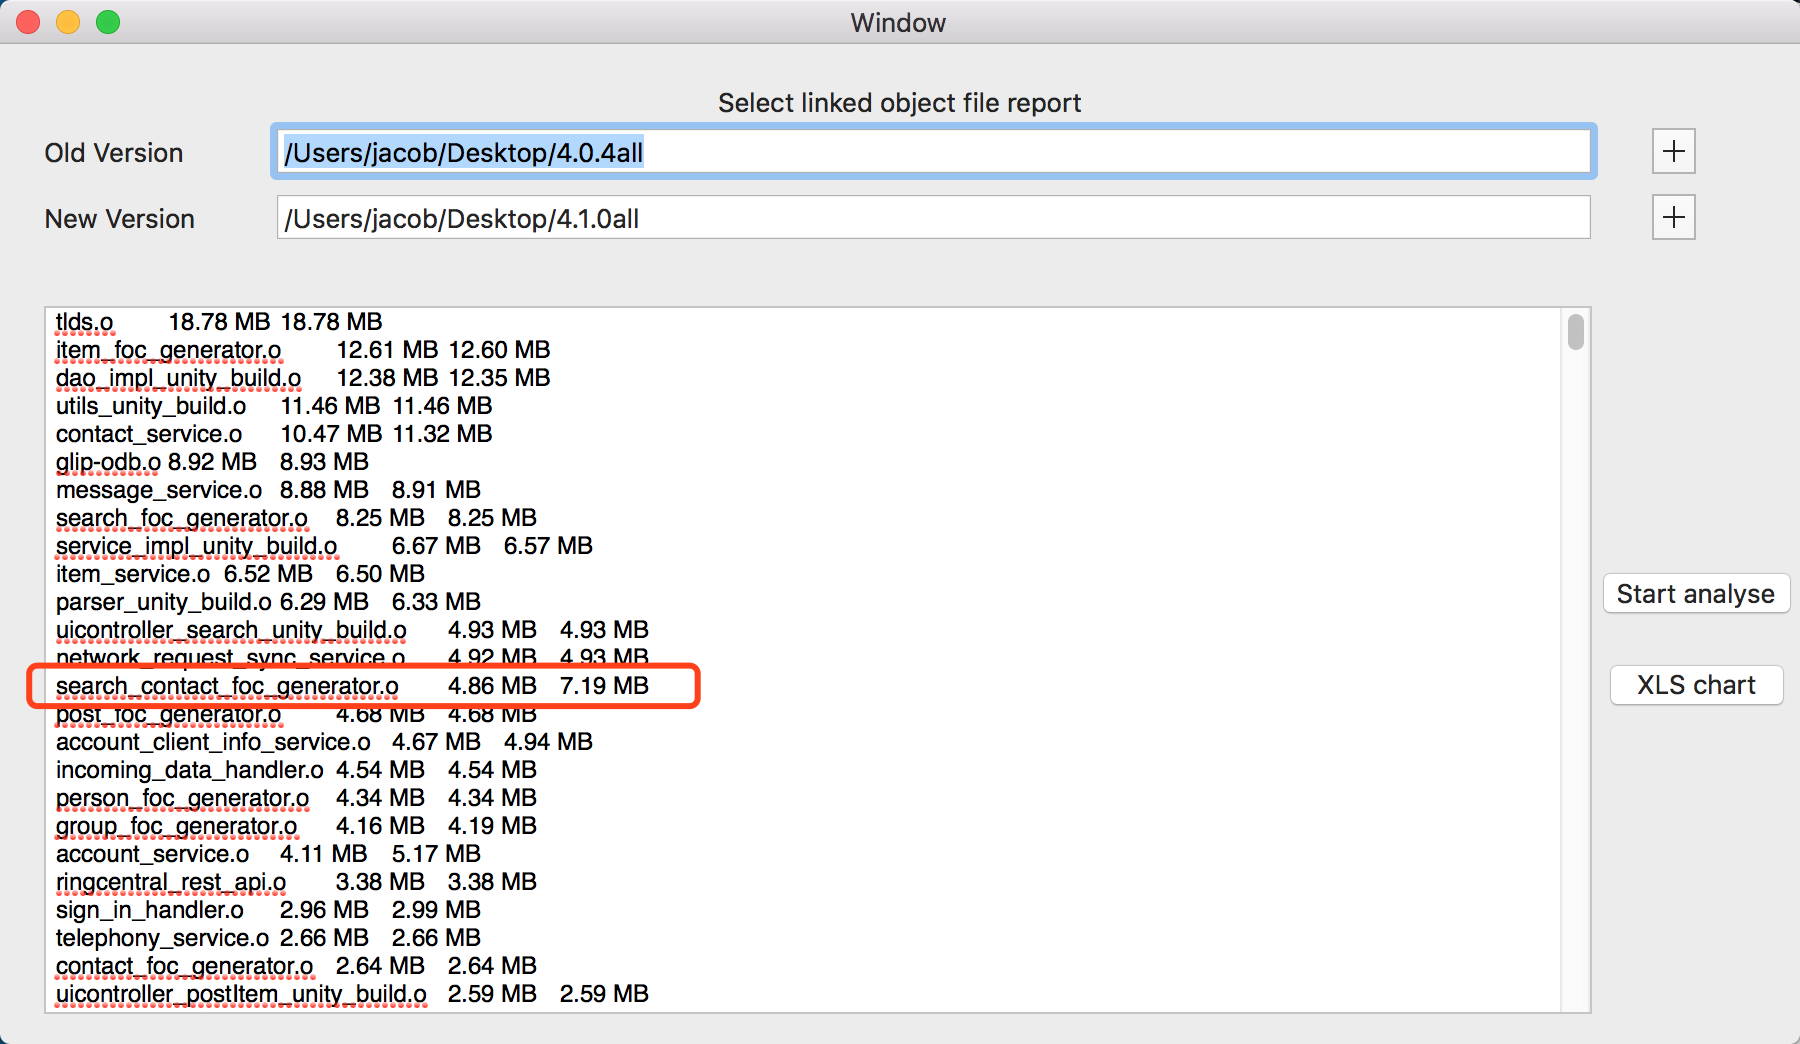 Window
Select linked object file report
Old Version /Users/jacob/Desktop/4.0.4all +
New Version /Users/jacob/Desktop/4.1.0all +
tlds.o 18.78 MB 18.78 MB
item_foc_generator.o 12.61 MB 12.60 MB
dao_impl_unity_build.o 12.38 MB 12.35 MB
utils_unity_build.o 11.46 MB 11.46 MB
contact_service.o 10.47 MB 11.32 MB
glip-odb.o 8.92 MB 8.93 MB
message_service.o 8.88 MB 8.91 MB
search_foc_generator.o 8.25 MB 8.25 MB
service_impl_unity_build.o 6.67 MB 6.57 MB
item_service.o 6.52 MB 6.50 MB
parser_unity_build.o 6.29 MB 6.33 MB
uicontroller_search_unity_build.o 4.93 MB 4.93 MB
network_request_sync_service.o 4.92 MB 4.93 MB
search_contact_foc_generator.o 4.86 MB 7.19 MB
post_foc_generator.o 4.68 MB 4.68 MB
account_client_info_service.o 4.67 MB 4.94 MB
incoming_data_handler.o 4.54 MB 4.54 MB
person_foc_generator.o 4.34 MB 4.34 MB
group_foc_generator.o 4.16 MB 4.19 MB
account_service.o 4.11 MB 5.17 MB
ringcentral_rest_api.o 3.38 MB 3.38 MB
sign_in_handler.o 2.96 MB 2.99 MB
telephony_service.o 2.66 MB 2.66 MB
contact_foc_generator.o 2.64 MB 2.64 MB
uicontroller_postItem_unity_build.o 2.59 MB 2.59 MB
Start analyse
XLS chart